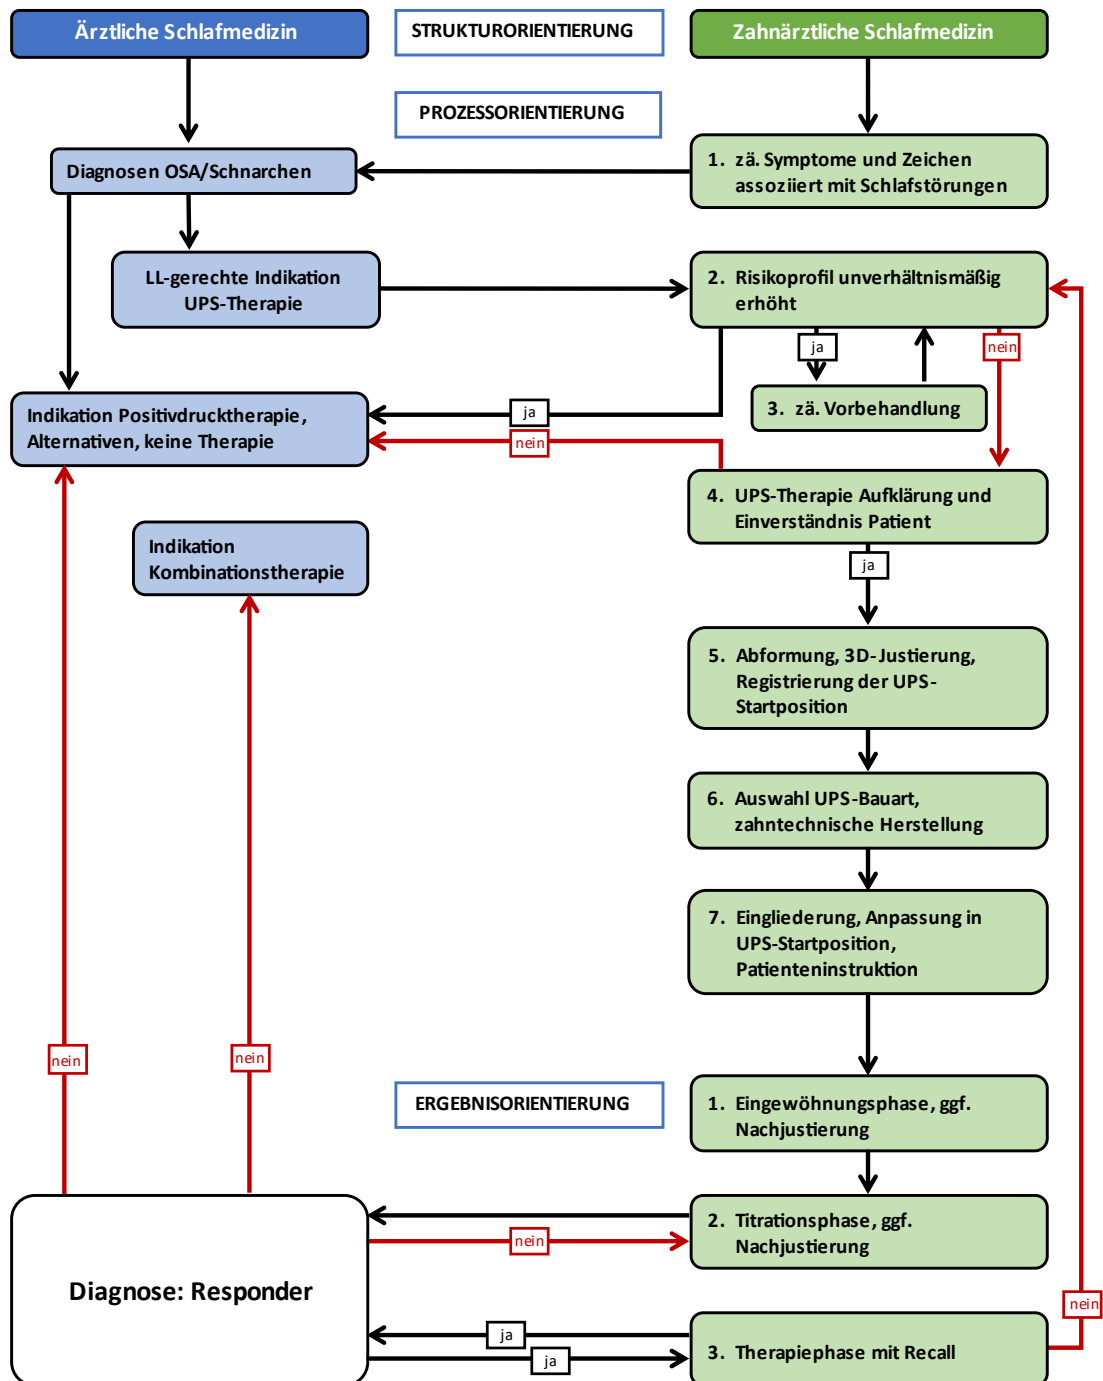 Ärztliche Schlafmedizin
STRUKTURORIENTIERUNG
Zahnärztliche Schlafmedizin
PROZESSORIENTIERUNG
Diagnosen OSA/Schnarchen
1. zä. Symptome und Zeichen
assoziiert mit Schlafstörungen
LL-gerechte Indikation
UPS-Therapie
2. Risikoprofil unverhältnismäßig
erhöht
ja
nein
3. zä. Vorbehandlung
Indikation Positivdrucktherapie,
Alternativen, keine Therapie
ja
nein
4. UPS-Therapie Aufklärung und
Einverständnis Patient
ja
Indikation
Kombinationstherapie
5. Abformung, 3D-Justierung,
Registrierung der UPS-
Startposition
6. Auswahl UPS-Bauart,
zahntechnische Herstellung
7. Eingliederung, Anpassung in
UPS-Startposition,
Patienteninstruktion
nein
nein
ERGEBNISORIENTIERUNG
1. Eingewöhnungsphase, ggf.
Nachjustierung
2. Titrationsphase, ggf.
Nachjustierung
nein
Diagnose: Responder
nein
ja
ja
3. Therapiephase mit Recall